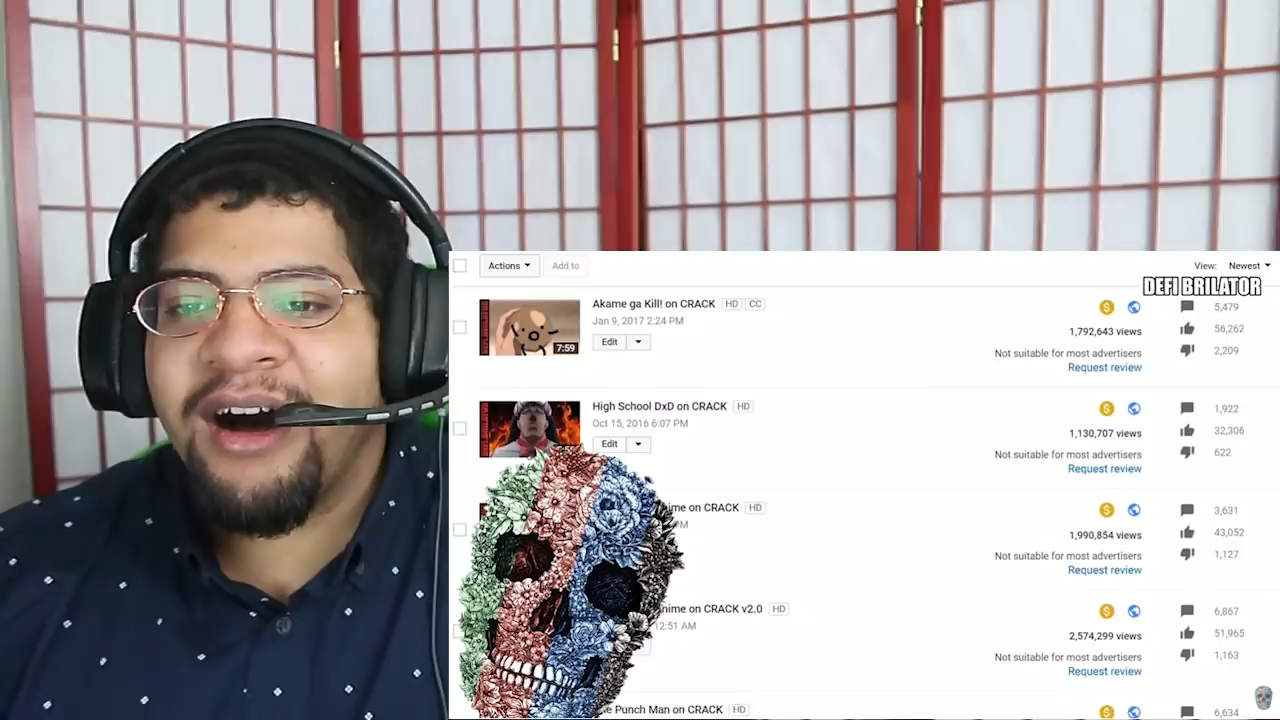 Actions Add to View: Newest
DEFI BRILATOR
Akame ga Kill! on CRACK HD CC 5,479
Jan 9, 2017 2:24 PM 1,792,643 views 56,262
7:59 Edit Not suitable for most advertisers 2,209
Request review
High School DxD on CRACK HD 1,922
Oct 15, 2016 6:07 PM 1,130,707 views 32,306
Edit Not suitable for most advertisers 622
Request review
ime on CRACK HD 3,631
PM 1,990,854 views 43,052
Not suitable for most advertisers 1,127
Request review
nime on CRACK v2.0 HD 6,867
12:51 AM 2,574,299 views 51,965
Not suitable for most advertisers 1,163
Request review
e Punch Man on CRACK HD 6,634